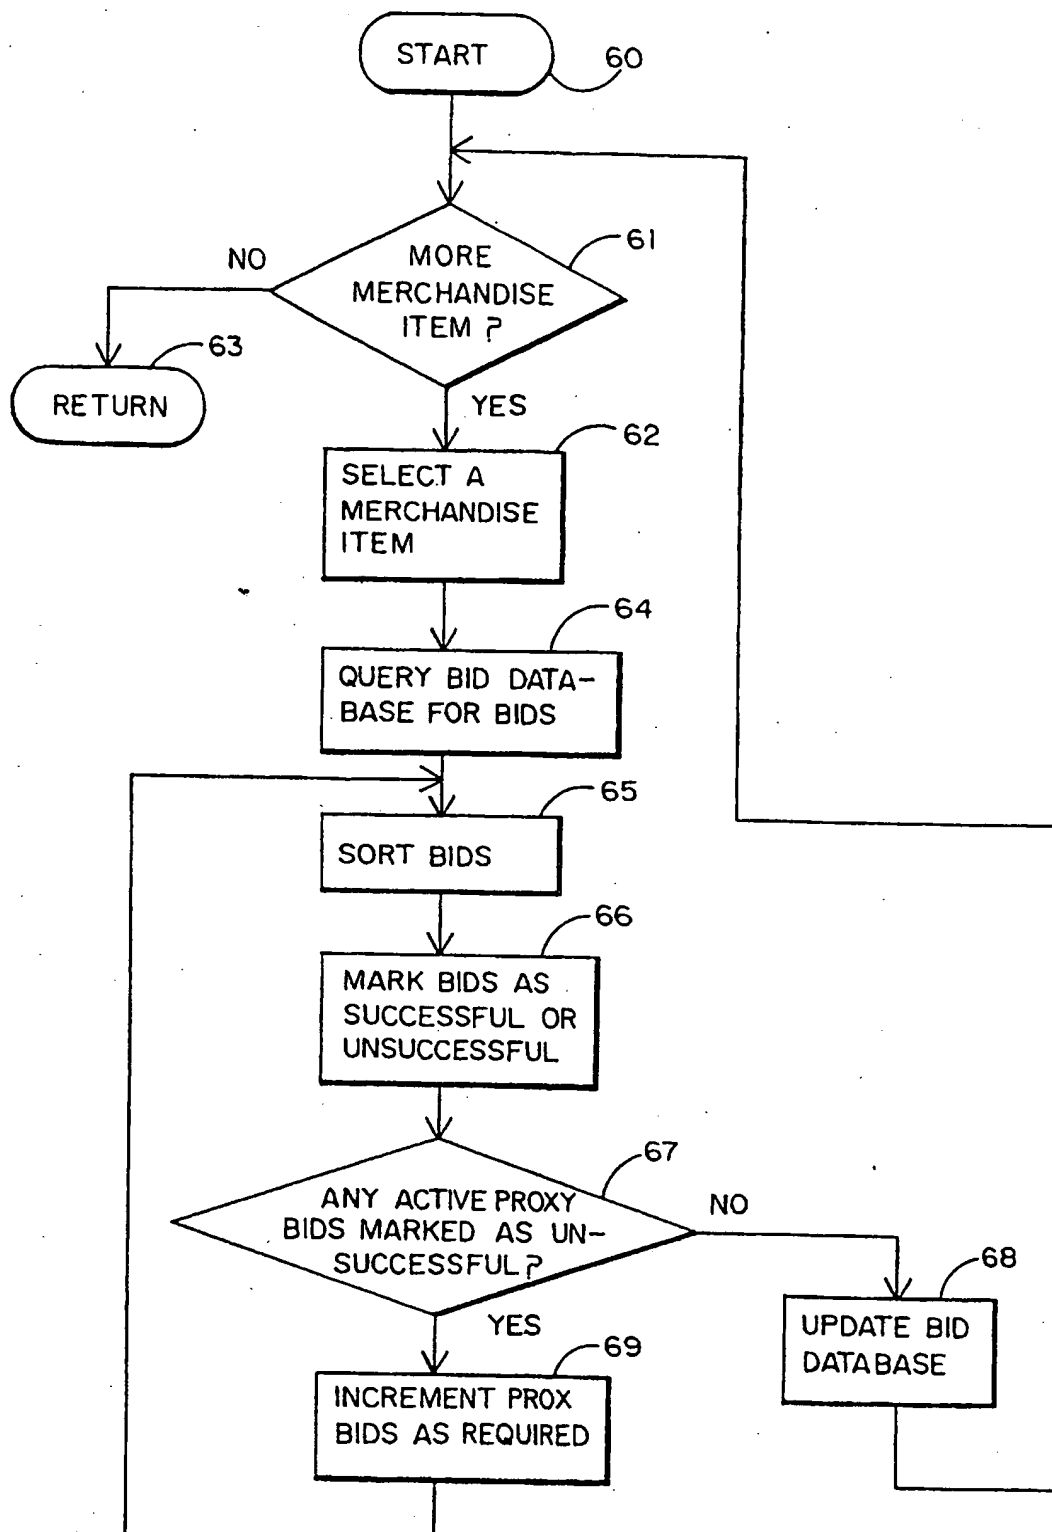 START
60
61
NO
MORE
MERCHANDISE
ITEM ?
63
RETURN
YES
62
SELECT A
MERCHANDISE
ITEM
64
QUERY BID DATA-
BASE FOR BIDS
65
SORT BIDS
66
MARK BIDS AS
SUCCESSFUL OR
UNSUCCESSFUL
67
ANY ACTIVE PROXY
BIDS MARKED AS UN-
SUCCESSFUL?
NO
68
UPDATE BID
DATABASE
YES
69
INCREMENT PROX
BIDS AS REQUIRED